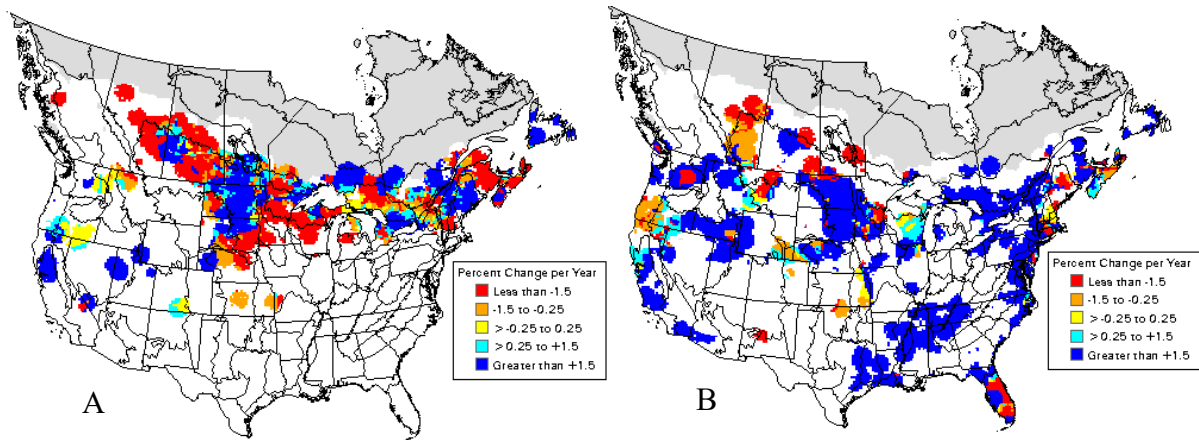 Percent Change per Year
Less than -1.5
-1.5 to -0.25
> -0.25 to 0.25
> 0.25 to +1.5
Greater than +1.5
A
Percent Change per Year
Less than -1.5
-1.5 to -0.25
> -0.25 to 0.25
> 0.25 to +1.5
Greater than +1.5
B